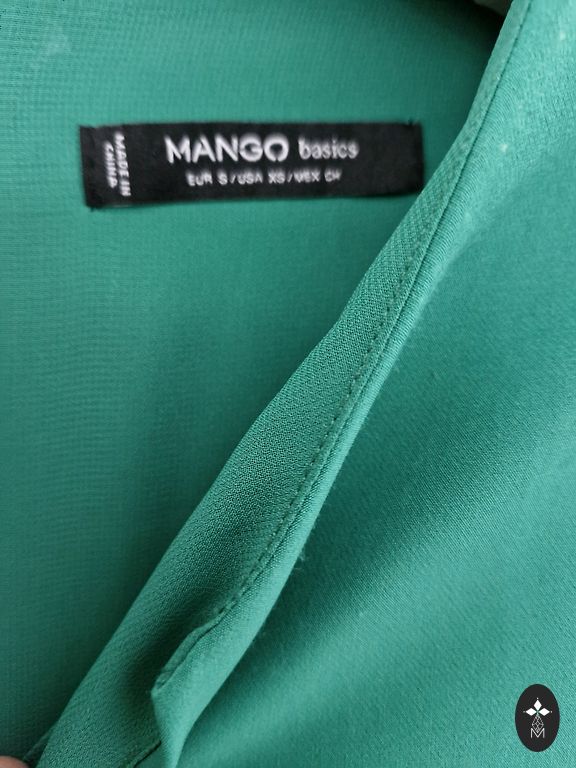 MANGO basics
EUR S / USA XS / MEX CH
MADE IN
CHINA
M